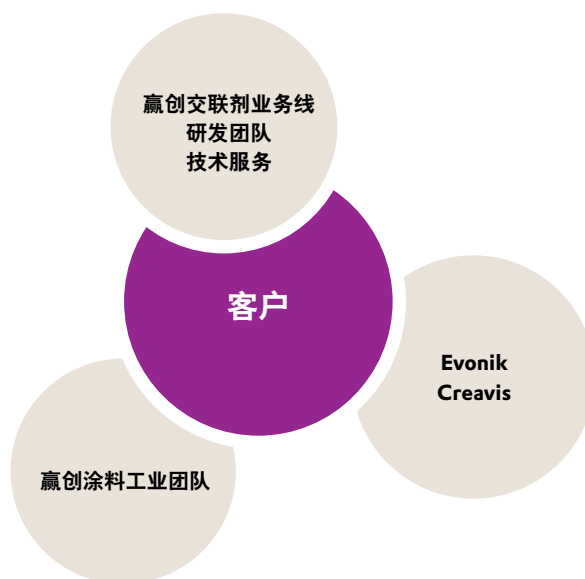 赢创交联剂业务线
研发团队
技术服务
客户
Evonik
Creavis
赢创涂料工业团队